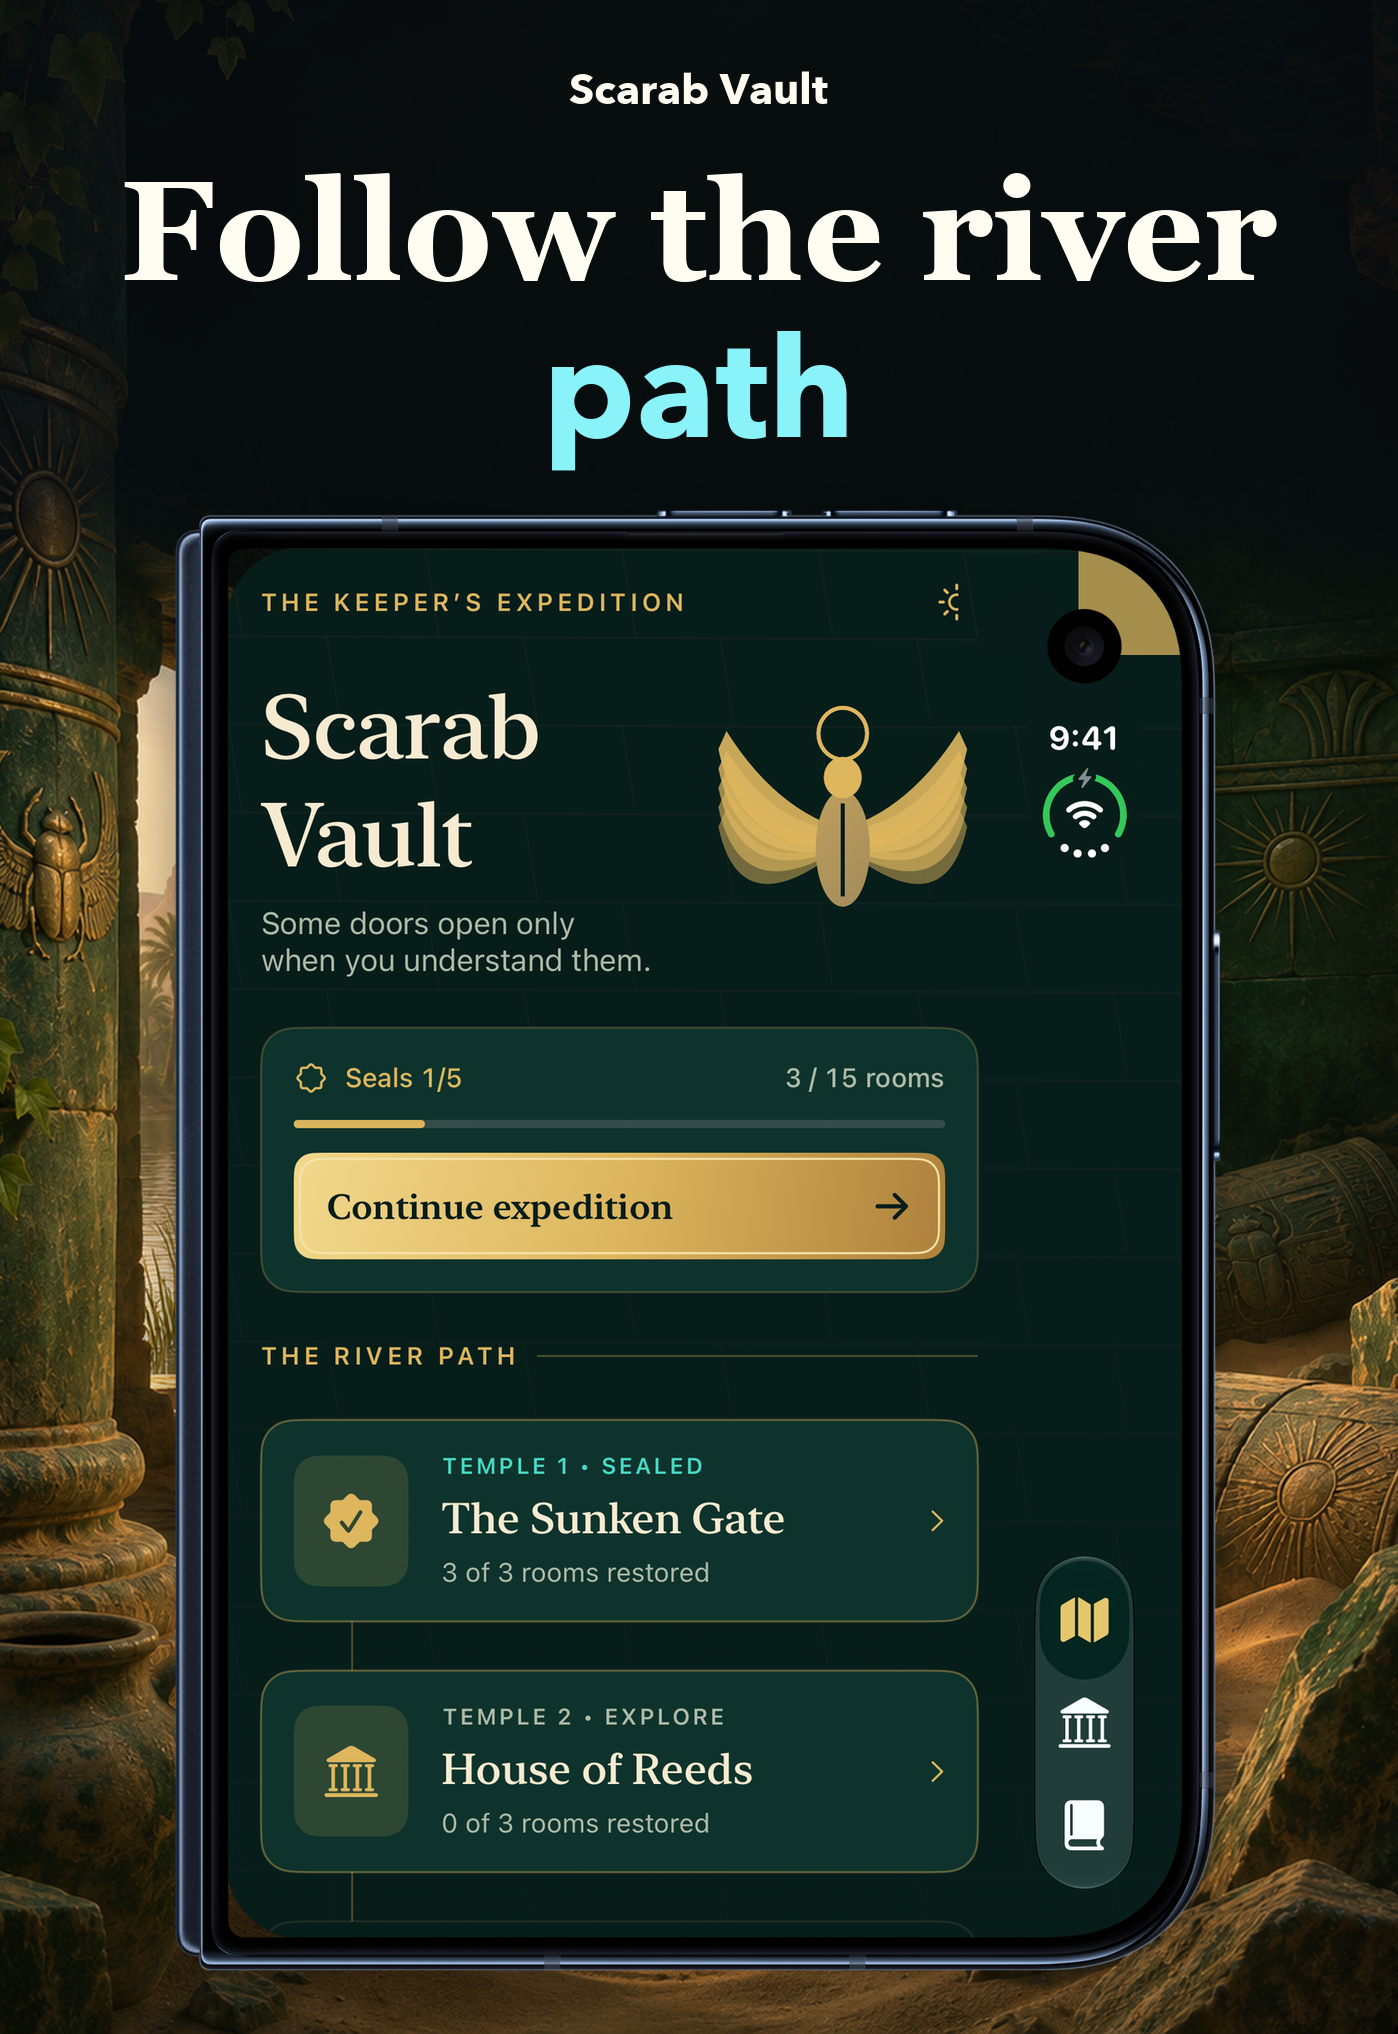 Scarab Vault
Follow the river
path
THE KEEPER’S EXPEDITION
Scarab
Vault
9:41
Some doors open only
when you understand them.
Seals 1/5
3 / 15 rooms
Continue expedition
THE RIVER PATH
TEMPLE 1 • SEALED
The Sunken Gate
3 of 3 rooms restored
TEMPLE 2 • EXPLORE
House of Reeds
0 of 3 rooms restored